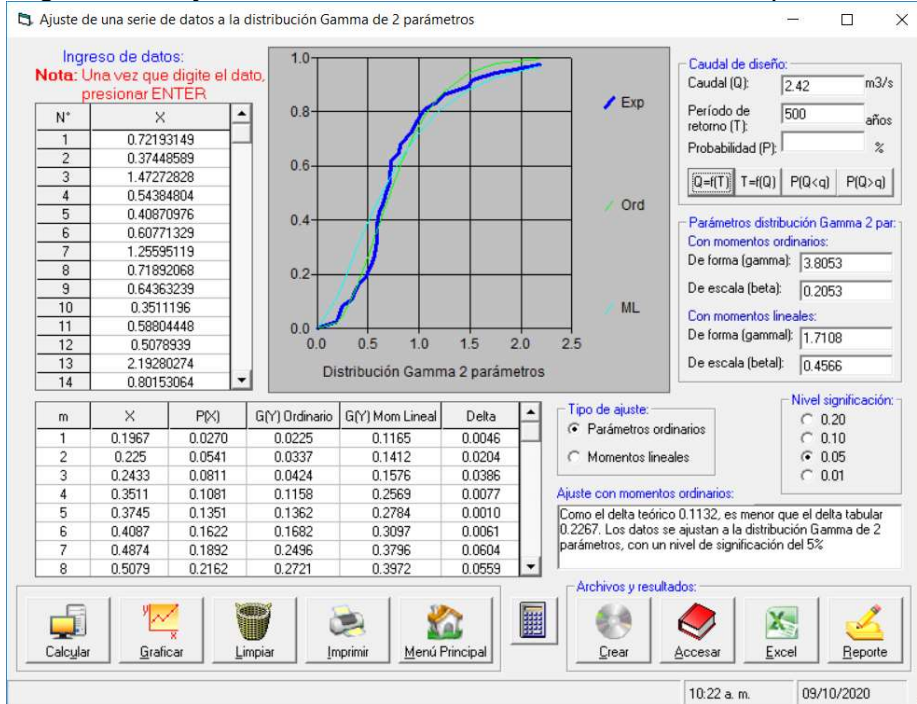 Ajuste de una serie de datos a la distribución Gamma de 2 parámetros
Ingreso de datos:
Nota: Una vez que digite el dato,
presionar ENTER
N° X
1 0.72193149
2 0.37448589
3 1.47272828
4 0.54384804
5 0.40870976
6 0.60771329
7 1.25595119
8 0.71892068
9 0.64363239
10 0.3511196
11 0.58804448
12 0.5078939
13 2.19280274
14 0.80153064
1.0
0.8
0.6
0.4
0.2
0.0
0.0 0.5 1.0 1.5 2.0 2.5
Distribución Gamma 2 parámetros
Exp
Ord
ML
Caudal de diseño:
Caudal (Q): 2.42 m3/s
Período de
retorno (T): 500 años
Probabilidad (P): %
Q=f(T) T=f(Q) P(Q<q) P(Q>q)
Parámetros distribución Gamma 2 par:
Con momentos ordinarios:
De forma (gamma): 3.8053
De escala (beta): 0.2053
Con momentos lineales:
De forma (gammal): 1.7108
De escala (betal): 0.4566
m X P(X) G(Y) Ordinario G(Y) Mom Lineal Delta
1 0.1967 0.0270 0.0225 0.1165 0.0046
2 0.225 0.0541 0.0337 0.1412 0.0204
3 0.2433 0.0811 0.0424 0.1576 0.0386
4 0.3511 0.1081 0.1158 0.2569 0.0077
5 0.3745 0.1351 0.1362 0.2784 0.0010
6 0.4087 0.1622 0.1682 0.3097 0.0061
7 0.4874 0.1892 0.2496 0.3796 0.0604
8 0.5079 0.2162 0.2721 0.3972 0.0559
Tipo de ajuste:
Parámetros ordinarios
Momentos lineales
Nivel significación:
0.20
0.10
0.05
0.01
Ajuste con momentos ordinarios:
Como el delta teórico 0.1132, es menor que el delta tabular
0.2267. Los datos se ajustan a la distribución Gamma de 2
parámetros, con un nivel de significación del 5%
Archivos y resultados:
Calcular Graficar Limpiar Imprimir Menú Principal Crear Accesar Excel Reporte
10:22 a. m. 09/10/2020